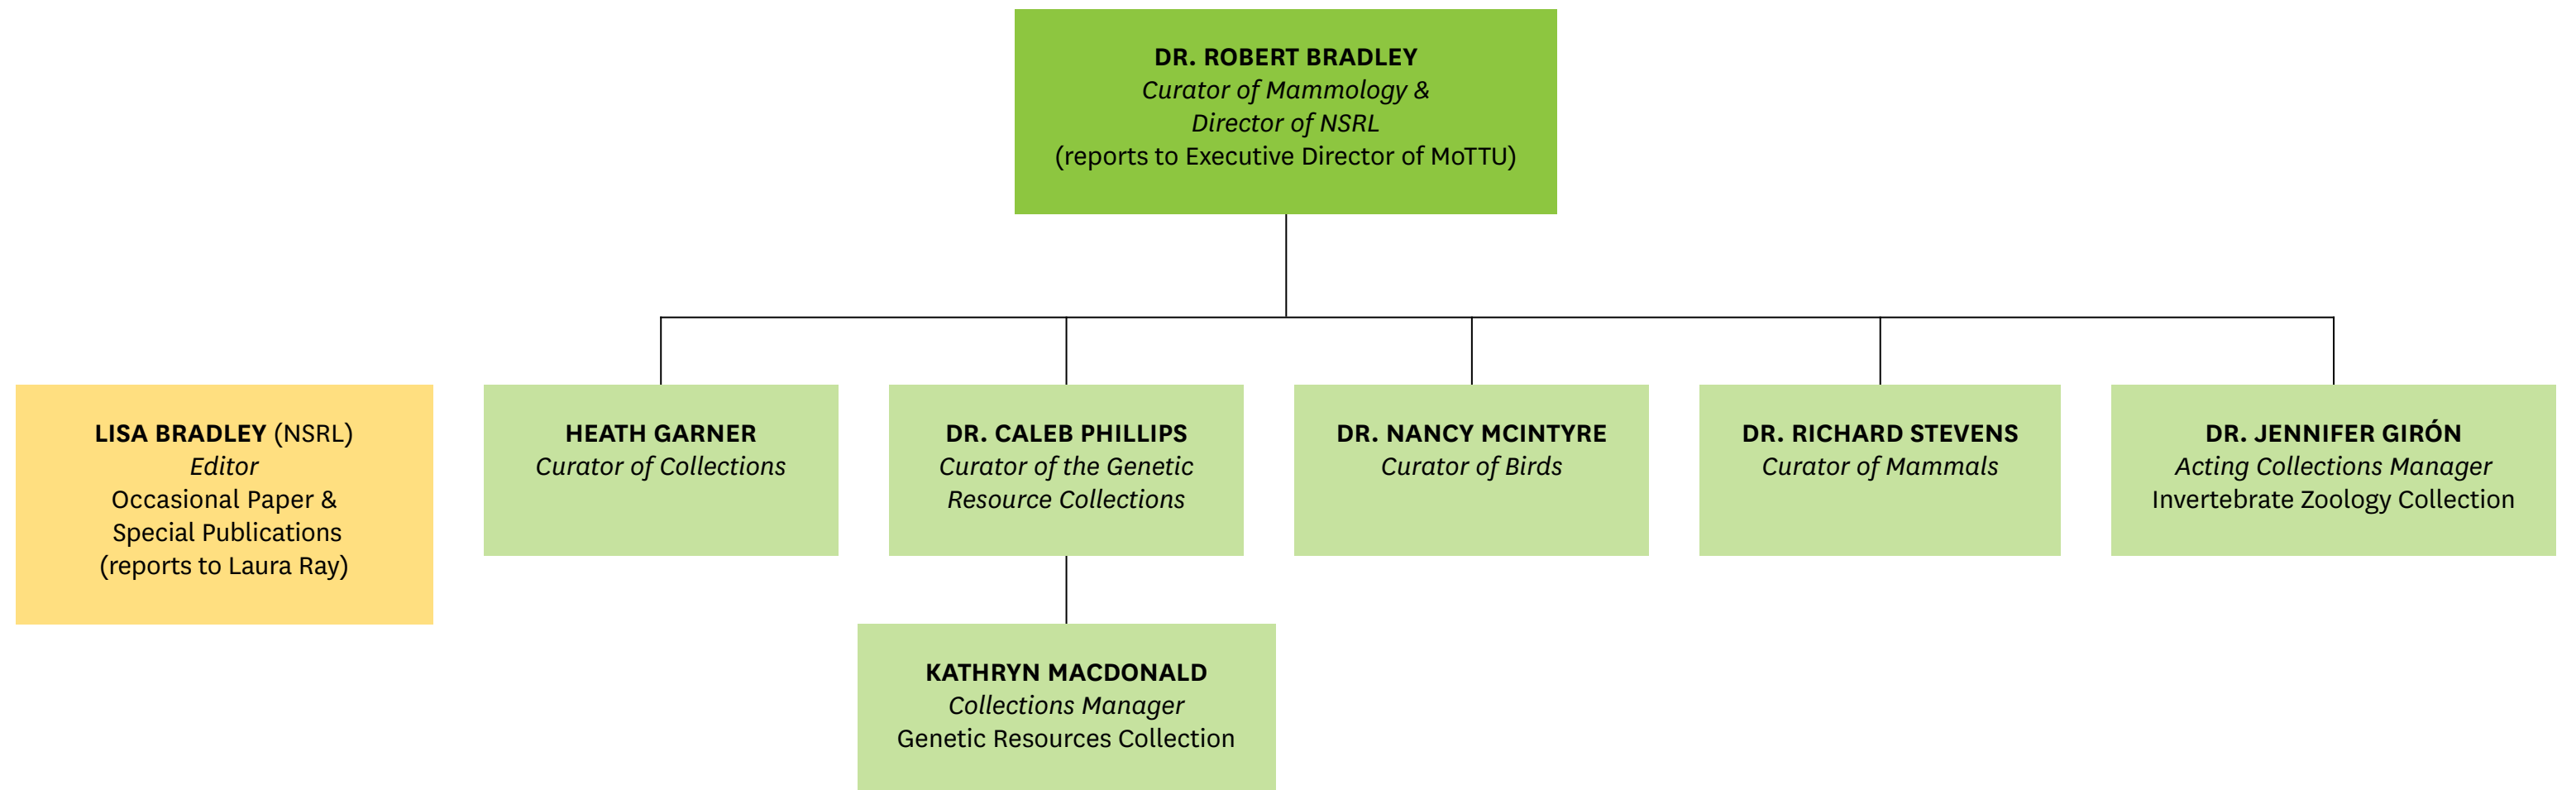 DR. ROBERT BRADLEY
Curator of Mammology &
Director of NSRL
(reports to Executive Director of MoTTU)
LISA BRADLEY (NSRL)
Editor
Occasional Paper &
Special Publications
(reports to Laura Ray)
HEATH GARNER
Curator of Collections
DR. CALEB PHILLIPS
Curator of the Genetic
Resource Collections
DR. NANCY MCINTYRE
Curator of Birds
DR. RICHARD STEVENS
Curator of Mammals
DR. JENNIFER GIRÓN
Acting Collections Manager
Invertebrate Zoology Collection
KATHRYN MACDONALD
Collections Manager
Genetic Resources Collection